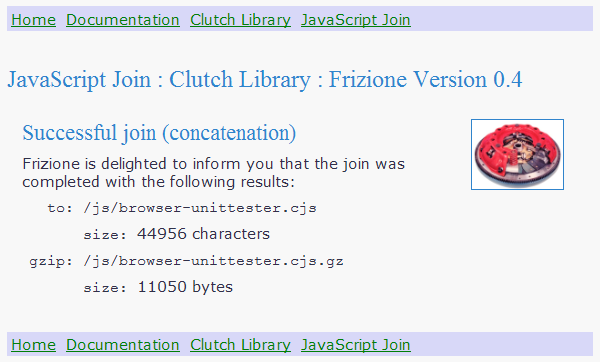 Home Documentation Clutch Library JavaScript Join
JavaScript Join : Clutch Library : Frizione Version 0.4
Successful join (concatenation)
Frizione is delighted to inform you that the join was
completed with the following results:
to: /js/browser-unittester.cjs
size: 44956 characters
gzip: /js/browser-unittester.cjs.gz
size: 11050 bytes
Home Documentation Clutch Library JavaScript Join